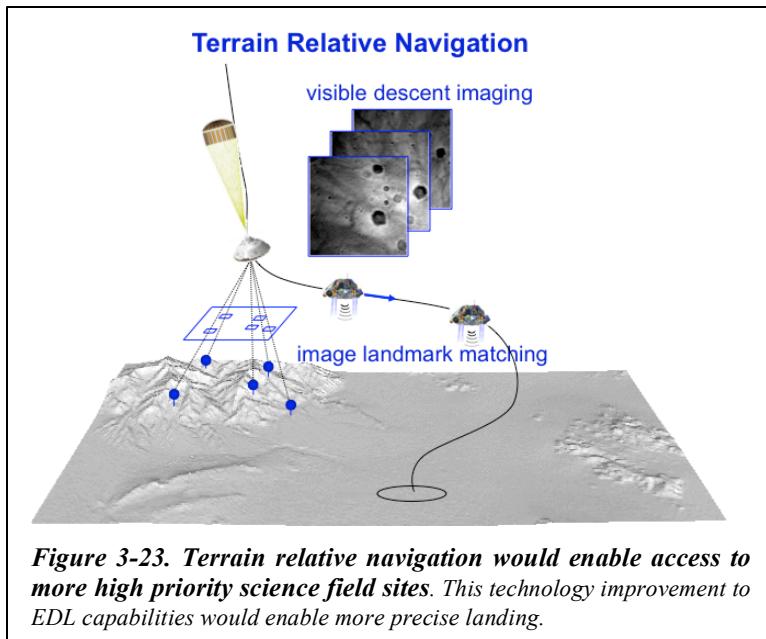 Terrain Relative Navigation
visible descent imaging
image landmark matching
Figure 3-23. Terrain relative navigation would enable access to
more high priority science field sites. This technology improvement to
EDL capabilities would enable more precise landing.